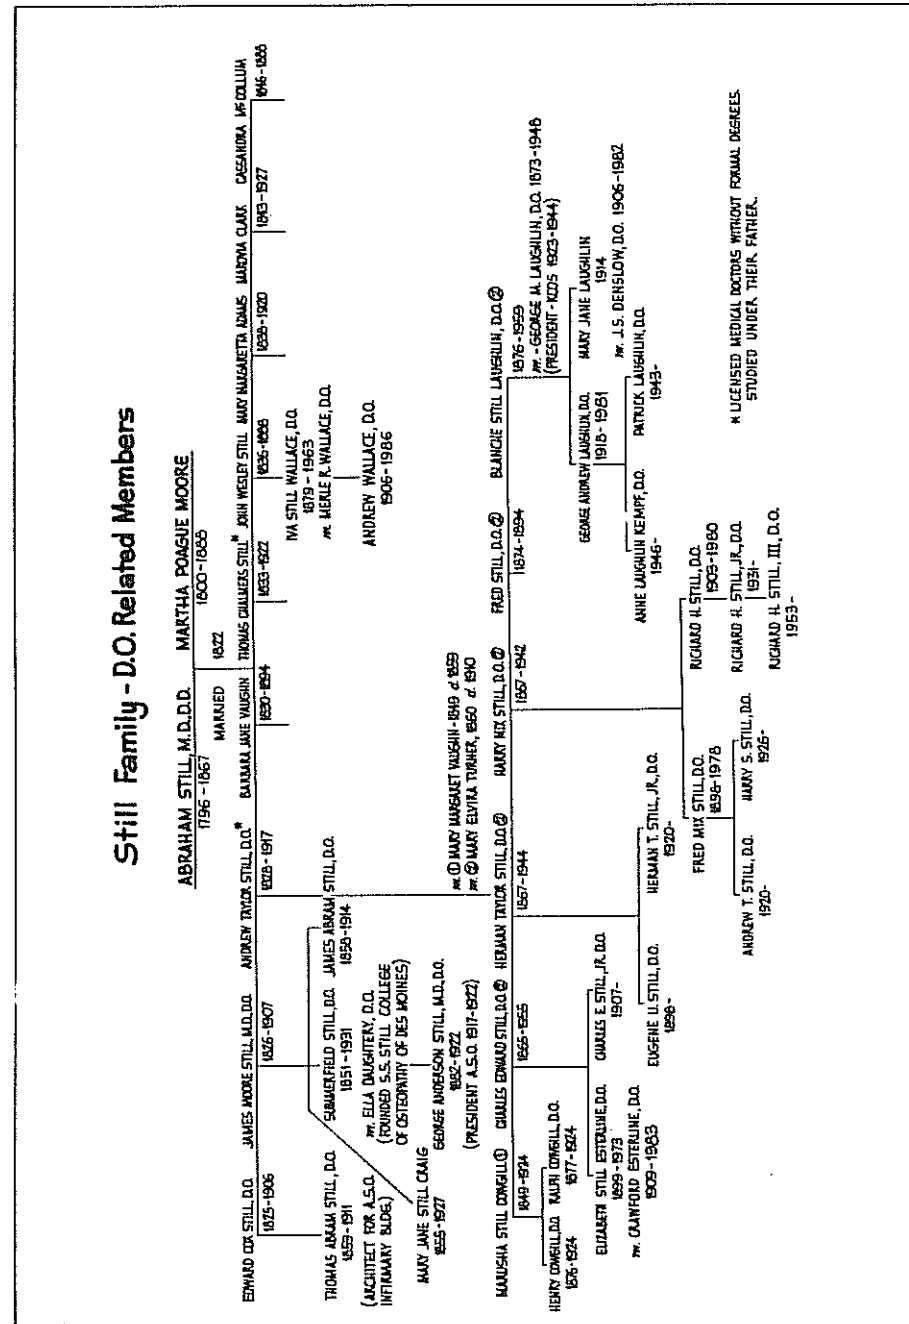 Still Family - D.O. Related Members
ABRAHAM STILL, M.D., D.D. MARTHA POAGUE MOORE
1796-1867 1800-1888
MARRIED 1822
EDWARD COX STILL, D.O. JAMES MOORE STILL, M.D., D.O. ANDREW TAYLOR STILL, D.O.* BARBARA JANE VAUGHN THOMAS CHALMERS STILL* JOHN WESLEY STILL MARY MARGARETTA ADAMS MAROVIA CLARK CASSANDRA MCCOLLUM
1825-1906 1826-1907 1828-1917 1830-1894 1833-1922 1836-1888 1838-1920 1843-1927 1846-1888
THOMAS ABRAM STILL, D.O. SUMMERFIELD STILL, D.O. JAMES ABRAM STILL, D.O. IVA STILL WALLACE, D.O.
1859-1911 1851-1931 1858-1914 1879-1963
m MERLE R. WALLACE, D.O.
(ARCHITECT FOR A.S.O.
INFIRMARY BLDG.)
m. ELLA DAUGHTERY, D.O.
(FOUNDED S.S. STILL COLLEGE
OF OSTEOPATHY OF DES MOINES)
ANDREW WALLACE, D.O.
1906-1986
MARY JANE STILL CRAIG
1855-1927
GEORGE ANDERSON STILL, M.D., D.O.
1882-1922
(PRESIDENT A.S.O. 1917-1922)
m. ① MARY MARGARET VAUGHN-1849 d 1859
m. ② MARY ELVIRA TURNER, 1860 d 1910
MARUSHA STILL COWGILL ① CHARLES EDWARD STILL, D.O. ② HERMAN TAYLOR STILL, D.O. ② HARRY MIX STILL, D.O. ② FRED STILL, D.O. ② BLANCHE STILL LAUGHLIN, D.O. ②
1849-1924 1865-1955 1867-1944 1867-1942 1874-1894 1876-1959
m.-GEORGE M. LAUGHLIN, D.O. 1873-1948
(PRESIDENT-KCOS 1923-1944)
HENRY COWGILL, D.O. RALPH COWGILL, D.O.
1876-1924 1877-1924
ELIZABETH STILL ESTERLINE, D.O. CHARLES E. STILL, JR. D.O.
1899-1973 1907-
m. CRAWFORD ESTERLINE, D.O.
1909-1983
GEORGE ANDREW LAUGHLIN, D.O. MARY JANE LAUGHLIN
1918-1981 1914
m. J.S. DENSLOW, D.O. 1906-1982
EUGENE U. STILL, D.O. HERMAN T. STILL, JR., D.O.
1898- 1920-
ANNE LAUGHLIN KEMPF, D.O. PATRICK LAUGHLIN, D.O.
1946- 1943-
FRED MIX STILL, D.O. RICHARD H. STILL, D.O.
1898-1978 1903-1980
RICHARD H. STILL, JR., D.O.
1931-
ANDREW T. STILL, D.O. HARRY S. STILL, D.O. RICHARD H. STILL, III, D.O.
1920- 1926- 1953-
* LICENSED MEDICAL DOCTORS WITHOUT FORMAL DEGREES.
STUDIED UNDER THEIR FATHER.